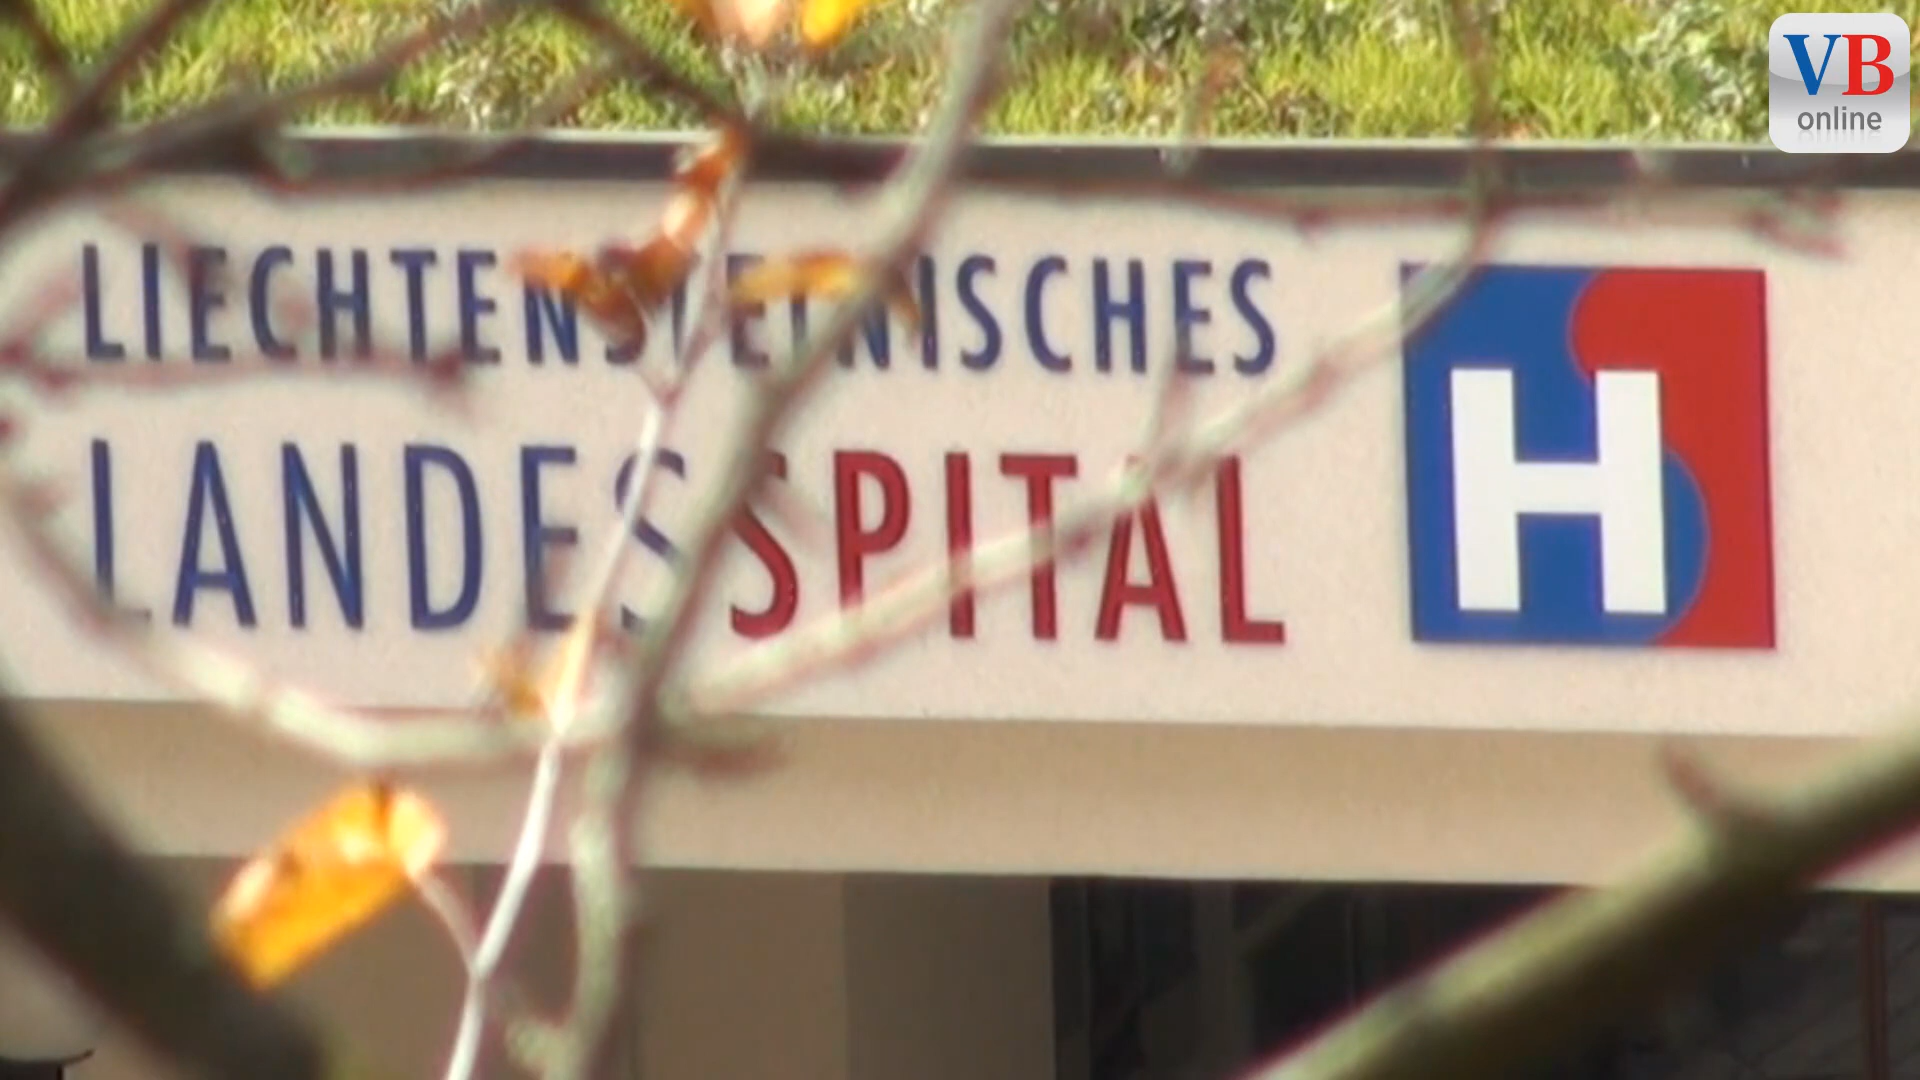 VB
online
LIECHTENSTEINISCHES
LANDESSPITAL
H